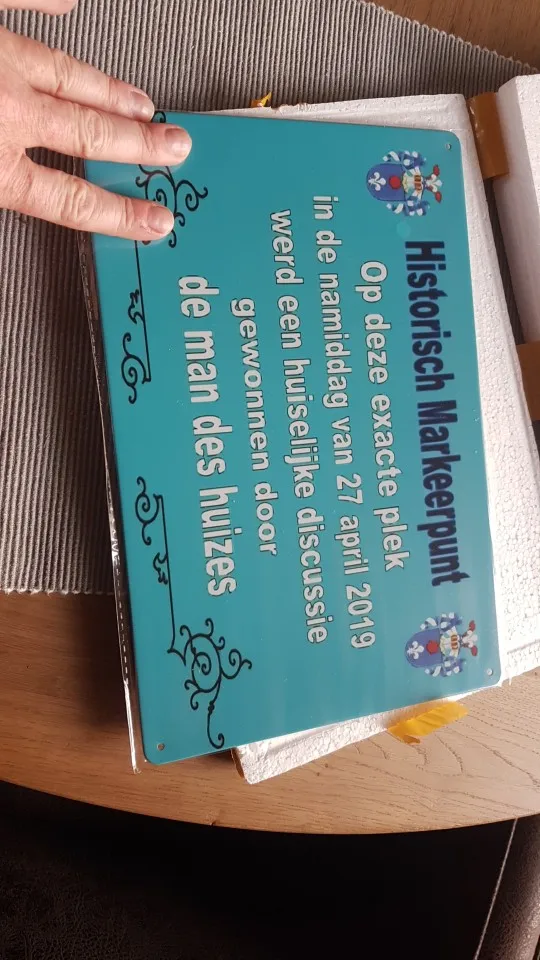 Historisch Markeerpunt
Op deze exacte plek
in de namiddag van 27 april 2019
werd een huiselijke discussie
gewonnen door
de man des huizes